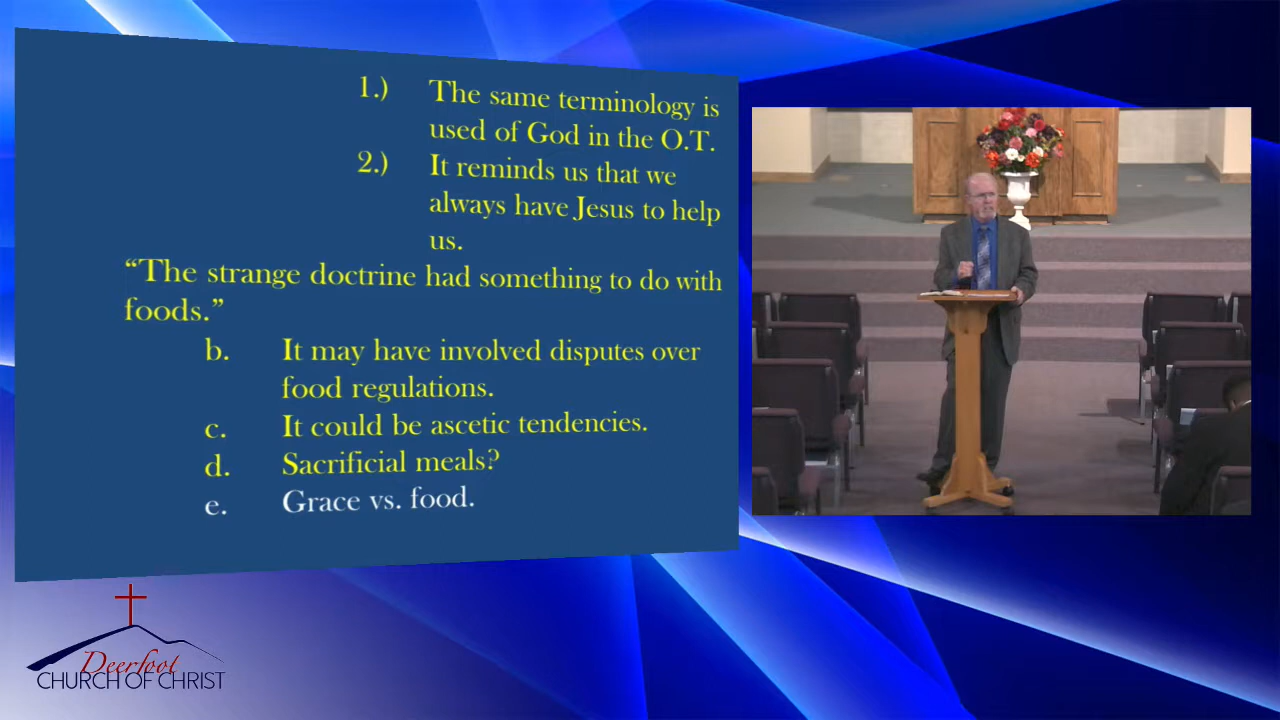 1.) The same terminology is
used of God in the O.T.
2.) It reminds us that we
always have Jesus to help
us.
“The strange doctrine had something to do with
foods.”
b. It may have involved disputes over
food regulations.
c. It could be ascetic tendencies.
d. Sacrificial meals?
e. Grace vs. food.
Deerfoot
CHURCH OF CHRIST